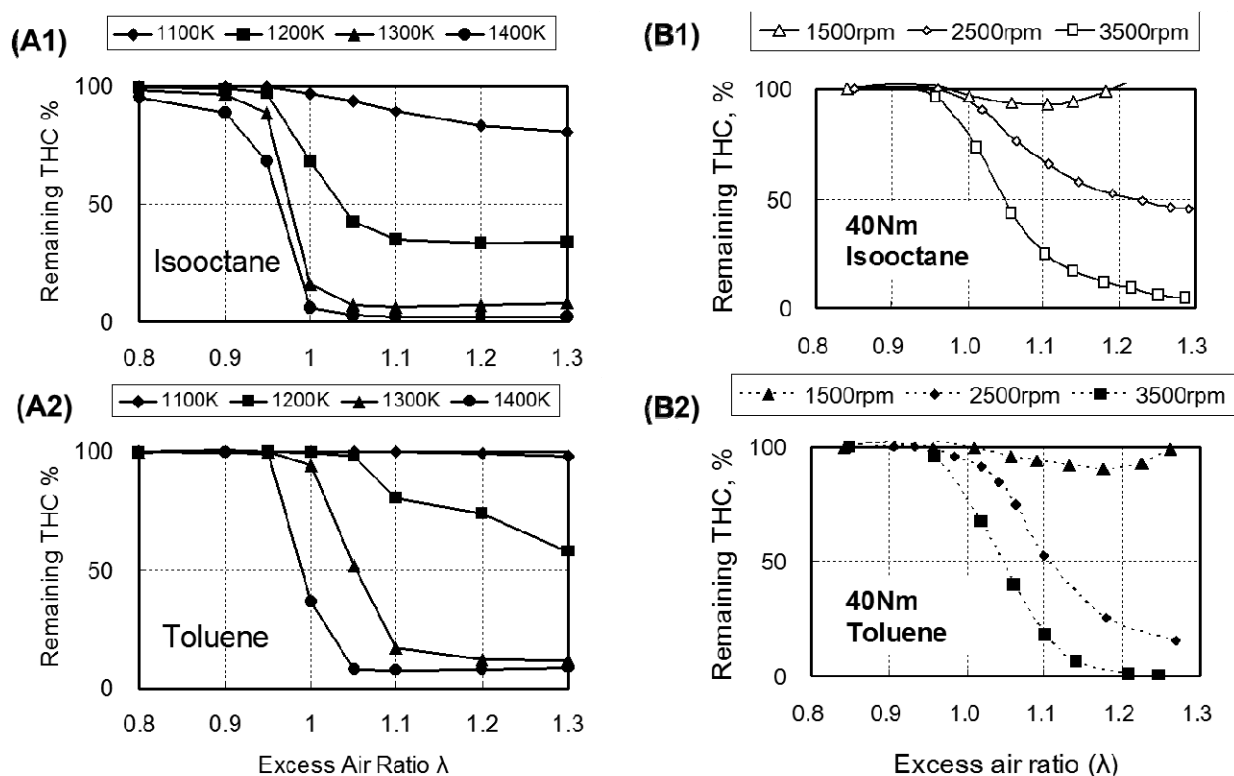 (A1)
1100K 1200K 1300K 1400K
Remaining THC %
100
50
0
Isooctane
0.8 0.9 1 1.1 1.2 1.3
(B1)
1500rpm 2500rpm 3500rpm
Remaining THC, %
100
50
0
40Nm
Isooctane
0.8 0.9 1.0 1.1 1.2 1.3
(A2)
1100K 1200K 1300K 1400K
Remaining THC %
100
50
0
Toluene
0.8 0.9 1 1.1 1.2 1.3
Excess Air Ratio λ
(B2)
1500rpm 2500rpm 3500rpm
Remaining THC, %
100
50
0
40Nm
Toluene
0.8 0.9 1.0 1.1 1.2 1.3
Excess air ratio (λ)